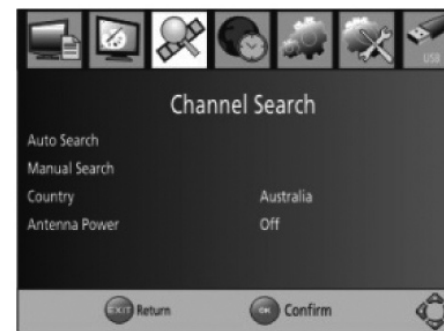 USB
Channel Search
Auto Search
Manual Search
Country Australia
Antenna Power Off
EXIT Return OK Confirm